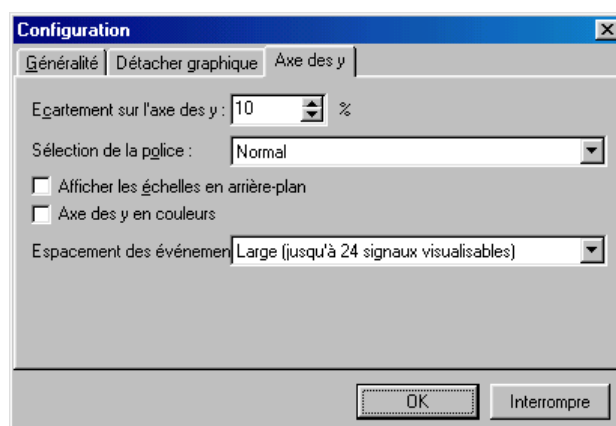 Configuration
Généralité Détacher graphique Axe des y
Ecartement sur l'axe des y : 10 %
Sélection de la police : Normal
Afficher les échelles en arrière-plan
Axe des y en couleurs
Espacement des événemen Large (jusqu'à 24 signaux visualisables)
OK Interrompre